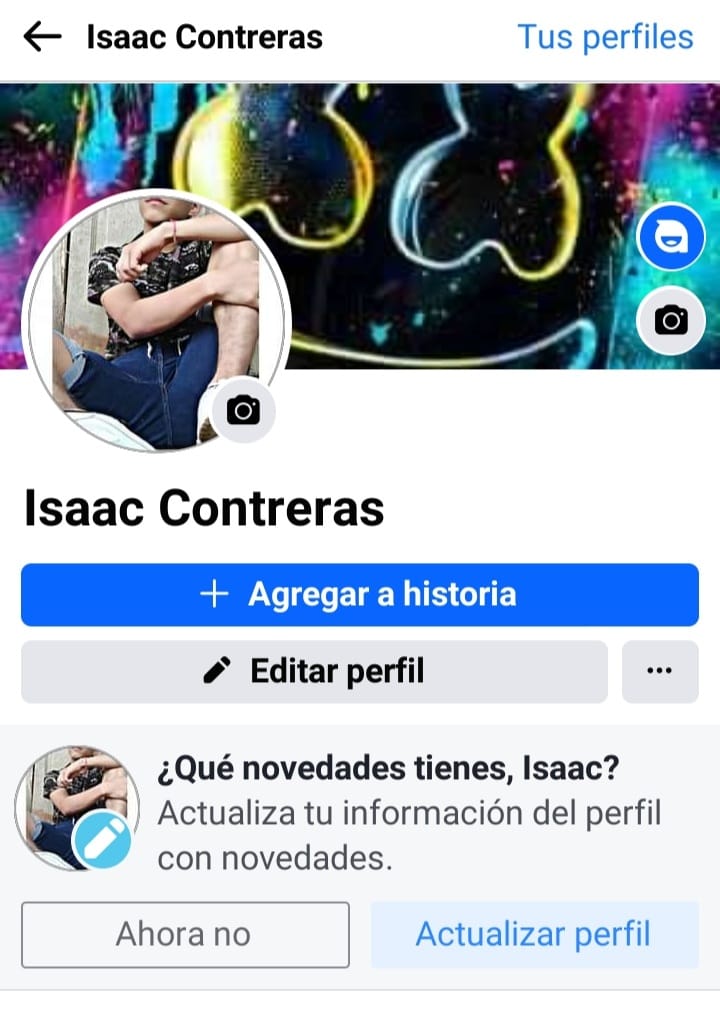 Isaac Contreras
Tus perfiles
Isaac Contreras
Agregar a historia
Editar perfil
¿Qué novedades tienes, Isaac?
Actualiza tu información del perfil
con novedades.
Ahora no
Actualizar perfil